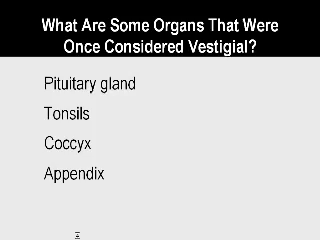 What Are Some Organs That Were
Once Considered Vestigial?
Pituitary gland
Tonsils
Coccyx
Appendix